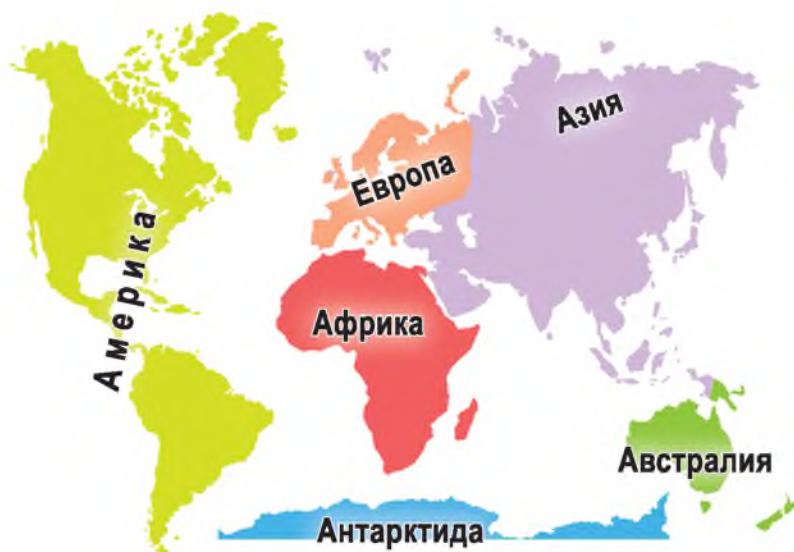 Азия
Европа
Америка
Африка
Австралия
Антарктида